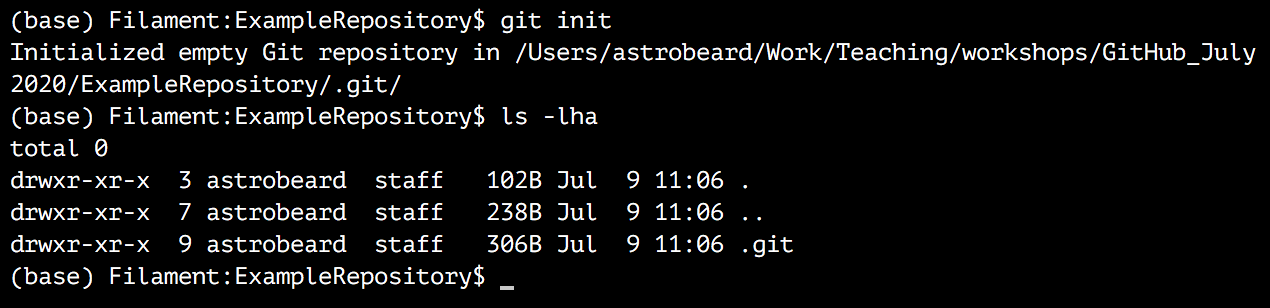 (base) Filament:ExampleRepository$ git init
Initialized empty Git repository in /Users/astrobeard/Work/Teaching/workshops/GitHub_July
2020/ExampleRepository/.git/
(base) Filament:ExampleRepository$ ls -lha
total 0
drwxr-xr-x  3 astrobeard  staff   102B Jul  9 11:06 .
drwxr-xr-x  7 astrobeard  staff   238B Jul  9 11:06 ..
drwxr-xr-x  9 astrobeard  staff   306B Jul  9 11:06 .git
(base) Filament:ExampleRepository$ _